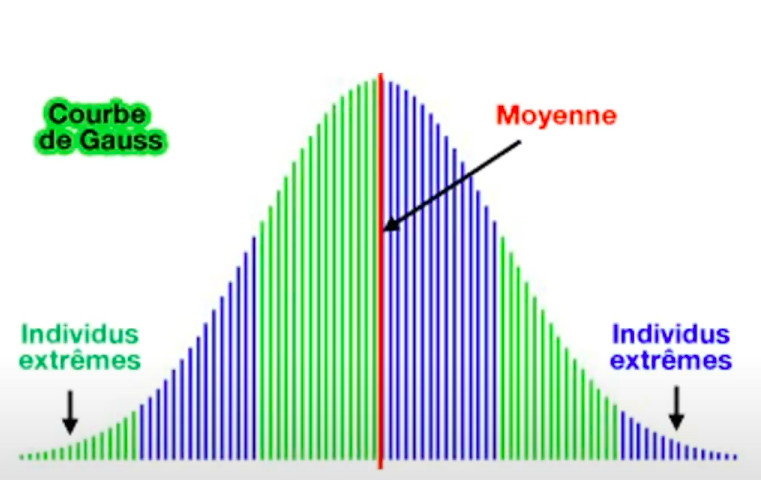 Courbe
de Gauss
Moyenne
Individus
extrêmes
Individus
extrêmes